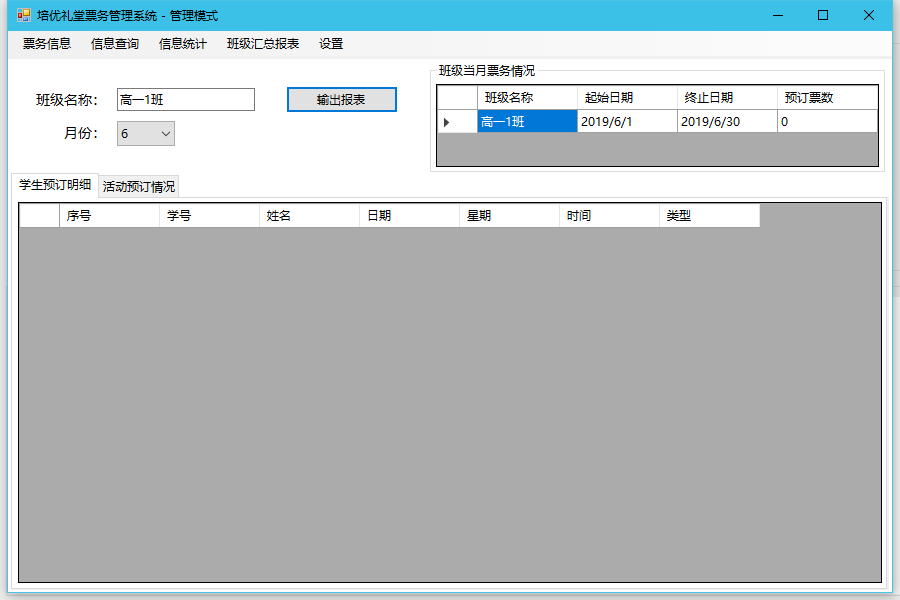 培优礼堂票务管理系统 - 管理模式
票务信息 信息查询 信息统计 班级汇总报表 设置
班级名称： 高一1班 输出报表
月份： 6
班级当月票务情况
班级名称 起始日期 终止日期 预订票数
高一1班 2019/6/1 2019/6/30 0
学生预订明细 活动预订情况
序号 学号 姓名 日期 星期 时间 类型